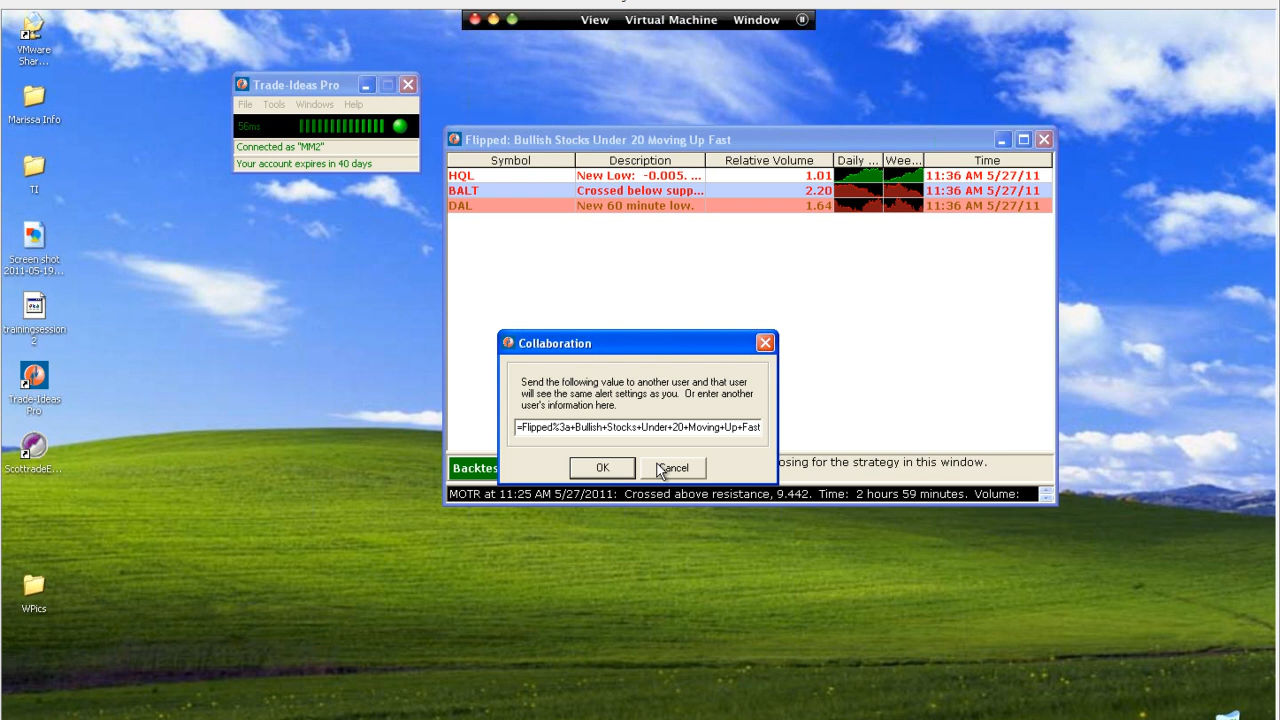 View Virtual Machine Window
VMware
Shar...
Marissa Info
TI
Screen shot
2011-05-19...
trainingsession
2
Trade-Ideas
Pro
ScottradeE...
WPics
Trade-Ideas Pro
File Tools Windows Help
56ms
Connected as "MM2"
Your account expires in 40 days
Flipped: Bullish Stocks Under 20 Moving Up Fast
Symbol Description Relative Volume Daily ... Wee... Time
HQL New Low: -0.005. ... 1.01 11:36 AM 5/27/11
BALT Crossed below supp... 2.20 11:36 AM 5/27/11
DAL New 60 minute low. 1.64 11:36 AM 5/27/11
Collaboration
Send the following value to another user and that user
will see the same alert settings as you. Or enter another
user's information here.
=Flipped%3a+Bullish+Stocks+Under+20+Moving+Up+Fast
OK Cancel
Backtes osing for the strategy in this window.
MOTR at 11:25 AM 5/27/2011: Crossed above resistance, 9.442. Time: 2 hours 59 minutes. Volume: